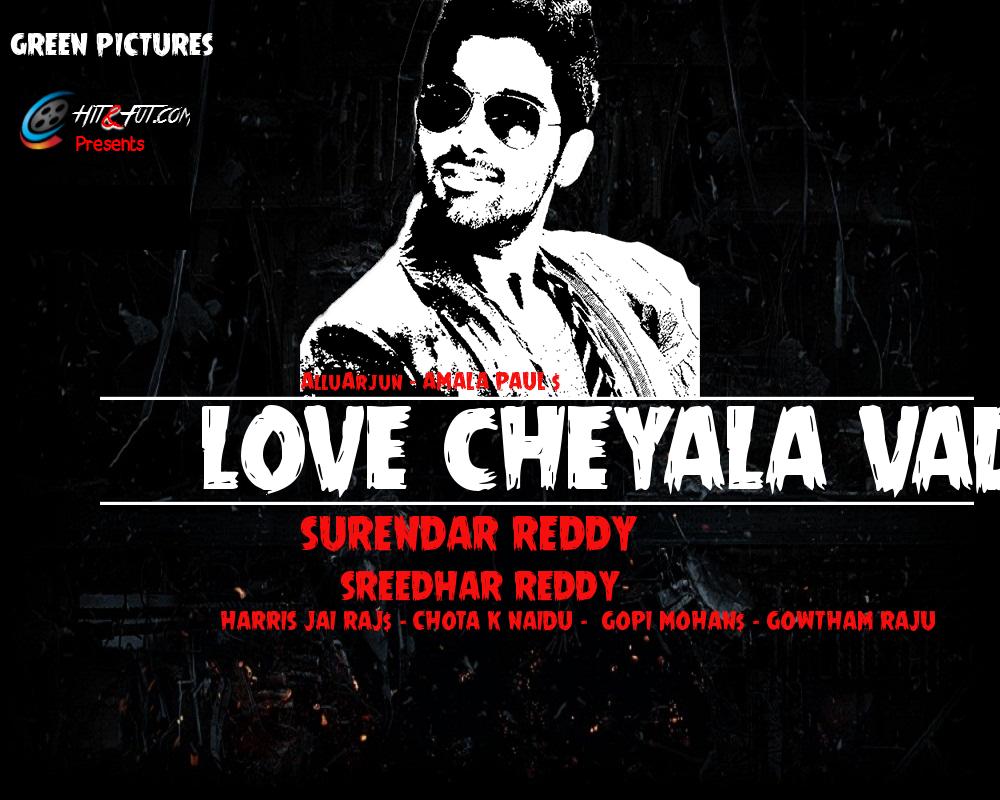 GREEN PICTURES
HIT&FUT.COM
Presents
ALLUARJUN - AMALA PAUL $
LOVE CHEYALA VAD
SURENDAR REDDY
SREEDHAR REDDY
HARRIS JAI RAJ$ - CHOTA K NAIDU - GOPI MOHAN$ - GOWTHAM RAJU